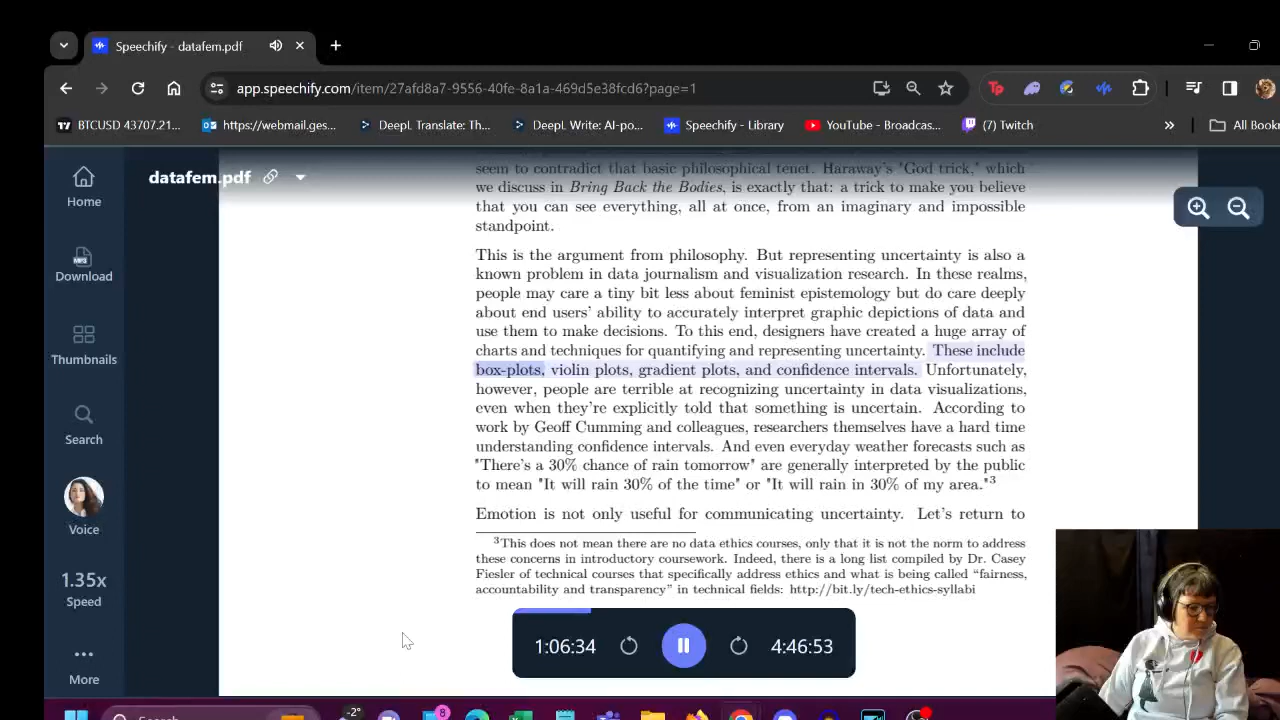 Speechify - datafem.pdf
app.speechify.com/item/27afd8a7-9556-40fe-8a1a-469d5e38fcd6?page=1
BTCUSD 43707.21...
https://webmail.ges...
DeepL Translate: Th...
DeepL Write: AI-po...
Speechify - Library
YouTube - Broadcas...
(7) Twitch
»
All Book
datafem.pdf
Home
Download
Thumbnails
Search
Voice
1.35x
Speed
More
seem to contradict that basic philosophical tenet. Haraway's "God trick," which
we discuss in Bring Back the Bodies, is exactly that: a trick to make you believe
that you can see everything, all at once, from an imaginary and impossible
standpoint.
This is the argument from philosophy. But representing uncertainty is also a
known problem in data journalism and visualization research. In these realms,
people may care a tiny bit less about feminist epistemology but do care deeply
about end users' ability to accurately interpret graphic depictions of data and
use them to make decisions. To this end, designers have created a huge array of
charts and techniques for quantifying and representing uncertainty. These include
box-plots, violin plots, gradient plots, and confidence intervals. Unfortunately,
however, people are terrible at recognizing uncertainty in data visualizations,
even when they're explicitly told that something is uncertain. According to
work by Geoff Cumming and colleagues, researchers themselves have a hard time
understanding confidence intervals. And even everyday weather forecasts such as
"There's a 30% chance of rain tomorrow" are generally interpreted by the public
to mean "It will rain 30% of the time" or "It will rain in 30% of my area."3
Emotion is not only useful for communicating uncertainty. Let's return to
3This does not mean there are no data ethics courses, only that it is not the norm to address
these concerns in introductory coursework. Indeed, there is a long list compiled by Dr. Casey
Fiesler of technical courses that specifically address ethics and what is being called “fairness,
accountability and transparency” in technical fields: http://bit.ly/tech-ethics-syllabi
1:06:34
4:46:53
Search
-2°
8